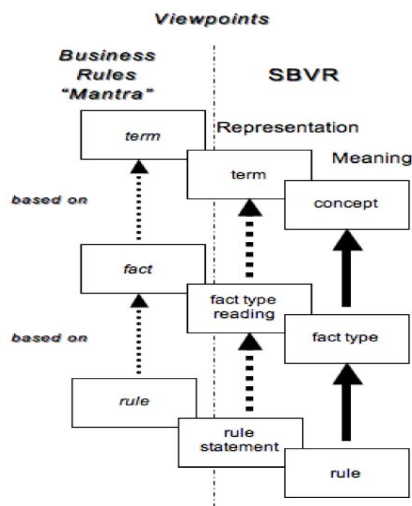 Viewpoints
Business
Rules
"Mantra"
SBVR
Representation
Meaning
term
term
concept
based on
fact
fact type
reading
fact type
based on
rule
rule
statement
rule